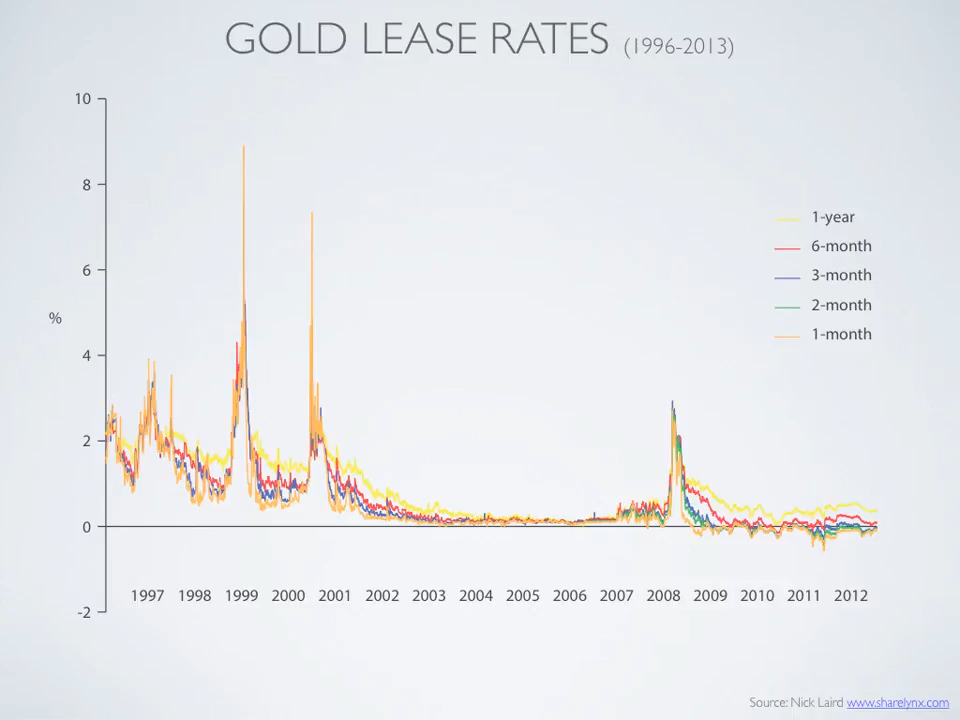 GOLD LEASE RATES (1996-2013)
10
8
6
4
2
0
-2
%
1-year
6-month
3-month
2-month
1-month
1997 1998 1999 2000 2001 2002 2003 2004 2005 2006 2007 2008 2009 2010 2011 2012
Source: Nick Laird www.sharelynx.com